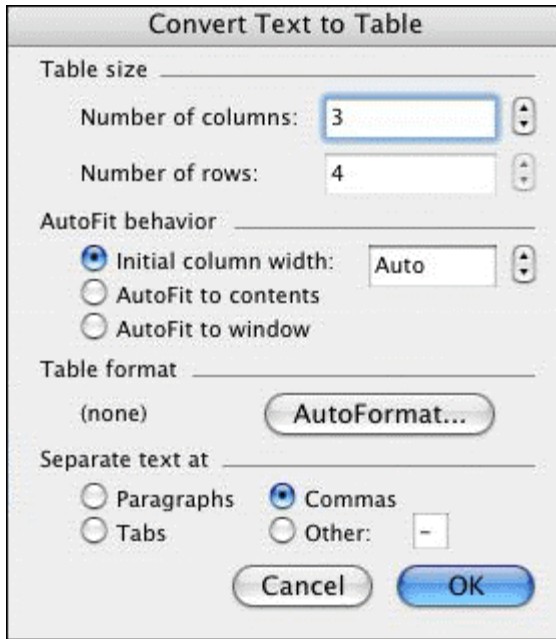 Convert Text to Table
Table size
Number of columns: 3
Number of rows: 4
AutoFit behavior
Initial column width: Auto
AutoFit to contents
AutoFit to window
Table format
(none) AutoFormat...
Separate text at
Paragraphs Commas
Tabs Other: -
Cancel OK